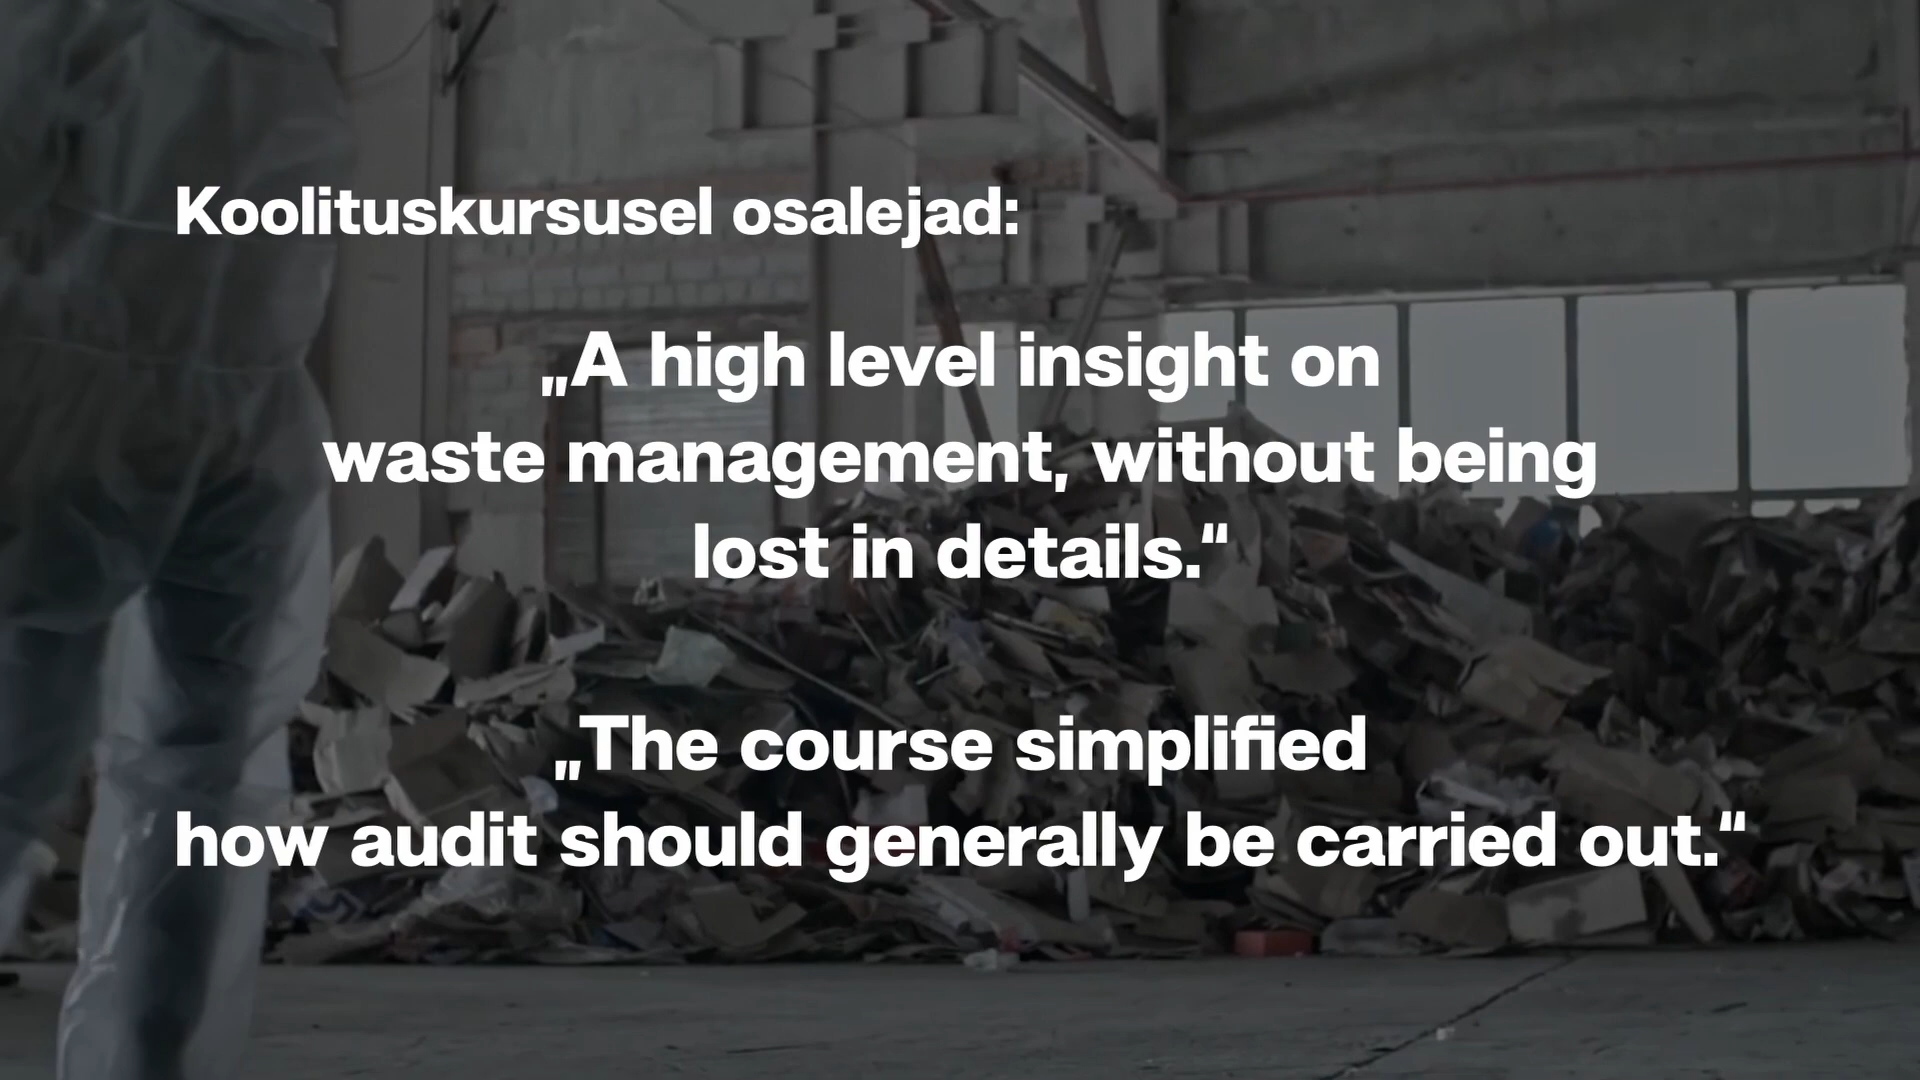 Koolituskursusel osalejad:
„A high level insight on
waste management, without being
lost in details.“
„The course simplified
how audit should generally be carried out.“